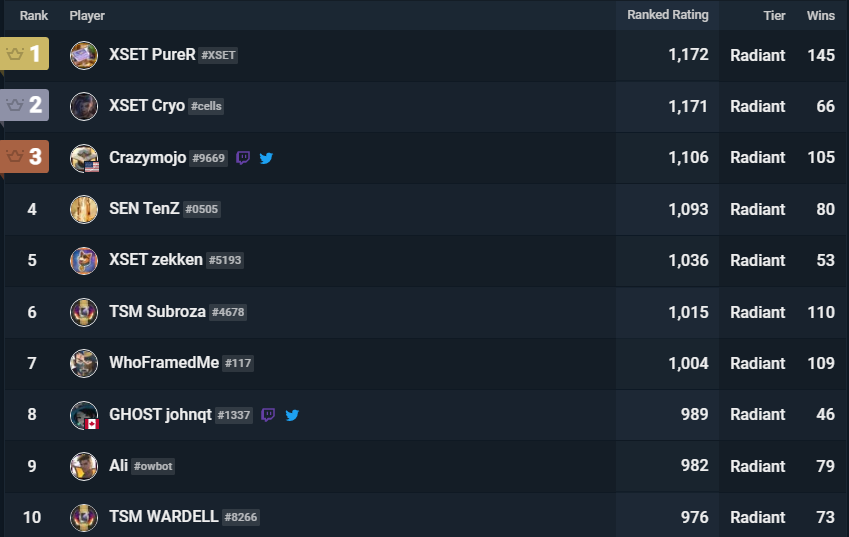 Rank Player Ranked Rating Tier Wins
1 XSET PureR #XSET 1,172 Radiant 145
2 XSET Cryo #cells 1,171 Radiant 66
3 Crazymojo #9669 1,106 Radiant 105
4 SEN TenZ #0505 1,093 Radiant 80
5 XSET zekken #5193 1,036 Radiant 53
6 TSM Subroza #4678 1,015 Radiant 110
7 WhoFramedMe #117 1,004 Radiant 109
8 GHOST johnqt #1337 989 Radiant 46
9 Ali #owbot 982 Radiant 79
10 TSM WARDELL #8266 976 Radiant 73